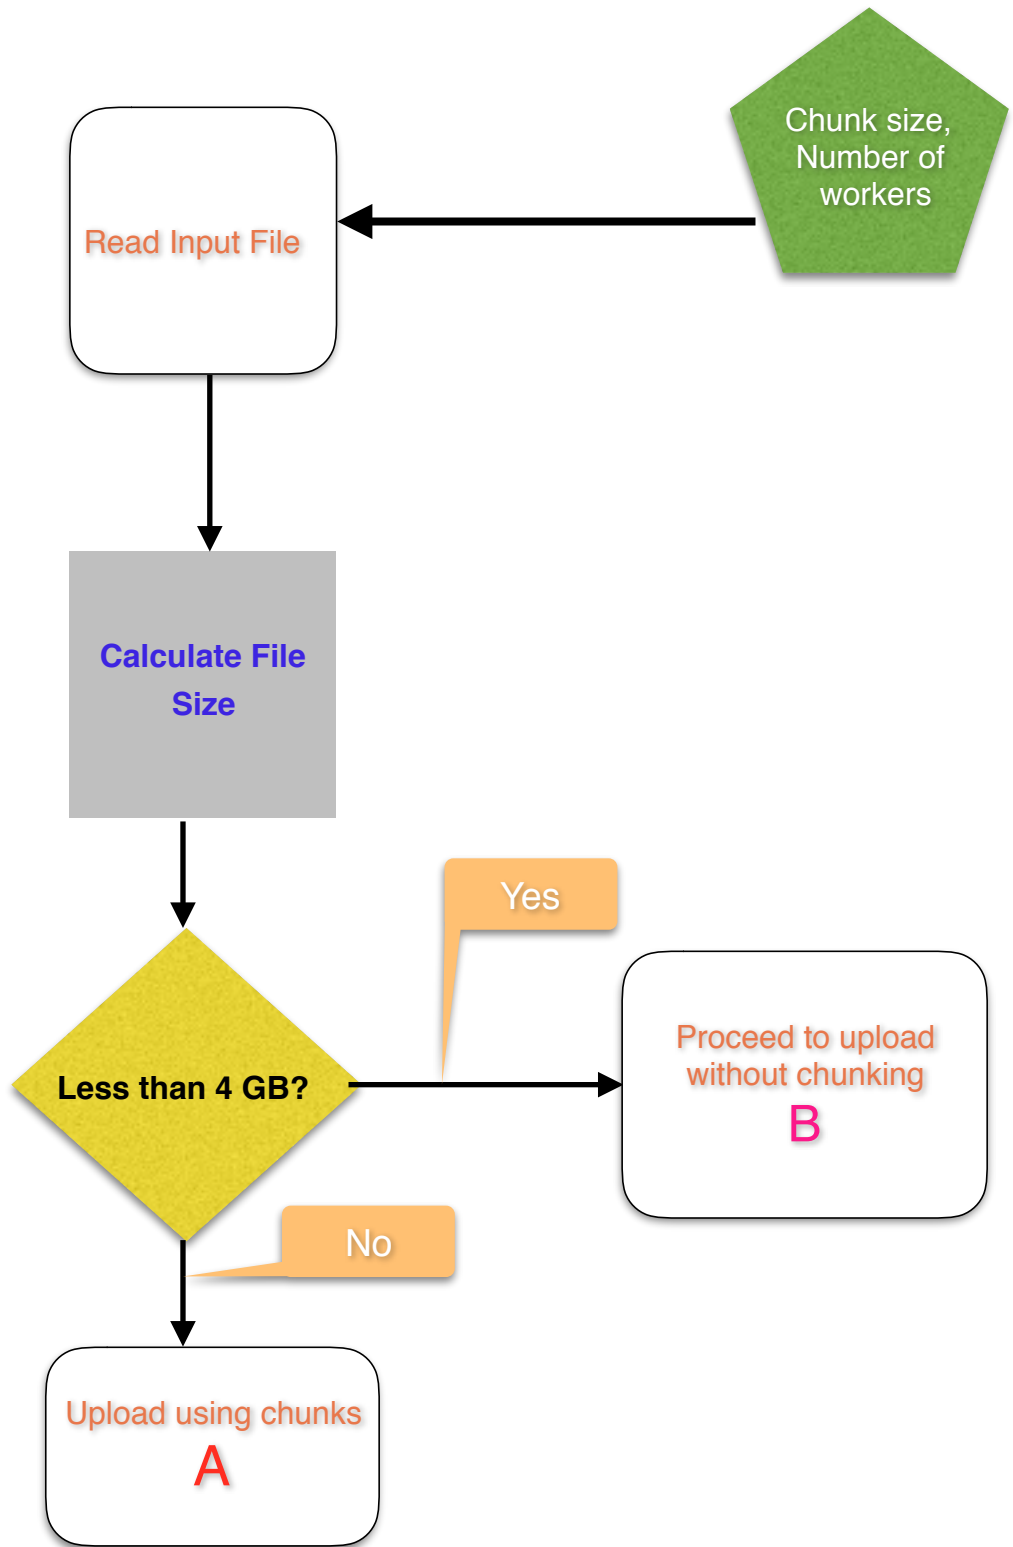 Chunk size,
Number of
workers
Read Input File
Calculate File
Size
Yes
Less than 4 GB?
Proceed to upload
without chunking
B
No
Upload using chunks
A